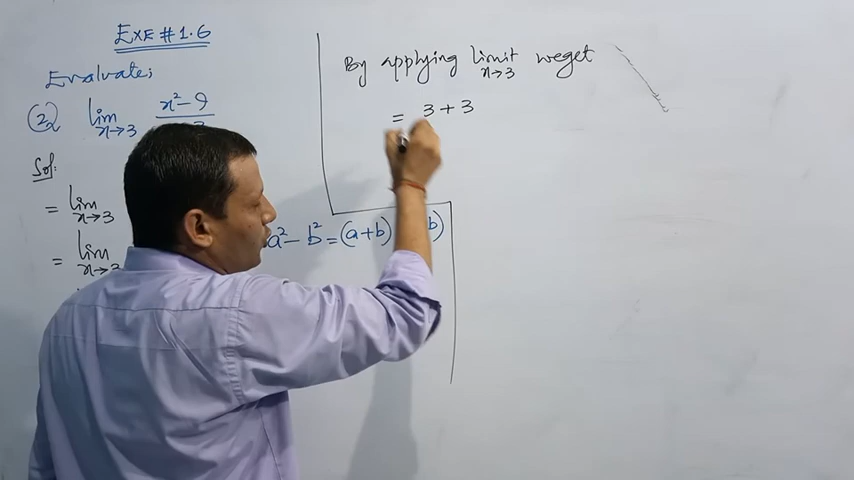 EXE # 1.6
Evaluate;
(2) lim x→3 x² - 9
Sol:
= lim x→3
= lim x→3
By applying limit x→3 we get
= 3 + 3
a² - b² = (a+b) b)